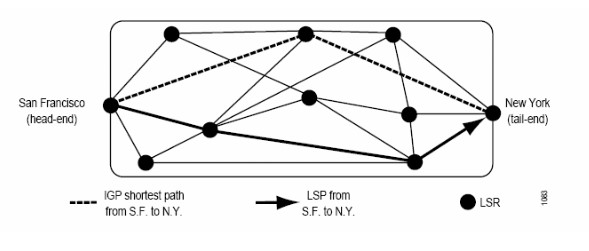 San Francisco
(head-end)
New York
(tail-end)
IGP shortest path
from S.F. to N.Y.
LSP from
S.F. to N.Y.
LSR
1083